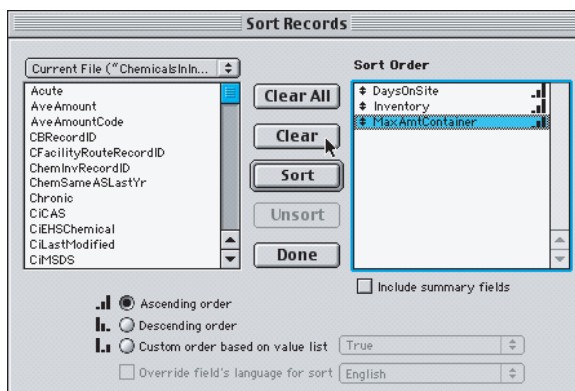 Sort Records
Current File ("ChemicalsInIn...
Sort Order
Acute
AveAmount
AveAmountCode
CBRecordID
CFacilityRouteRecordID
ChemInvRecordID
ChemSameASLastYr
Chronic
CiCAS
CiEHSChemical
CiLastModified
CiMSDS
Clear All
Clear
Sort
Unsort
Done
DaysOnSite
Inventory
MaxAmtContainer
Include summary fields
Ascending order
Descending order
Custom order based on value list True
Override field's language for sort English